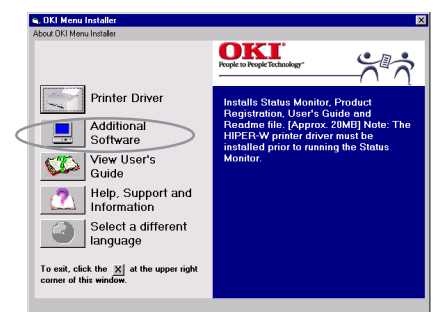 OKI Menu Installer
About OKI Menu Installer
OKI
People to People Technology
Printer Driver
Additional
Software
View User's
Guide
Help, Support and
Information
Select a different
language
To exit, click the X at the upper right
corner of this window.
Installs Status Monitor, Product
Registration, User's Guide and
Readme file. [Approx. 20MB] Note: The
HIPER-W printer driver must be
installed prior to running the Status
Monitor.